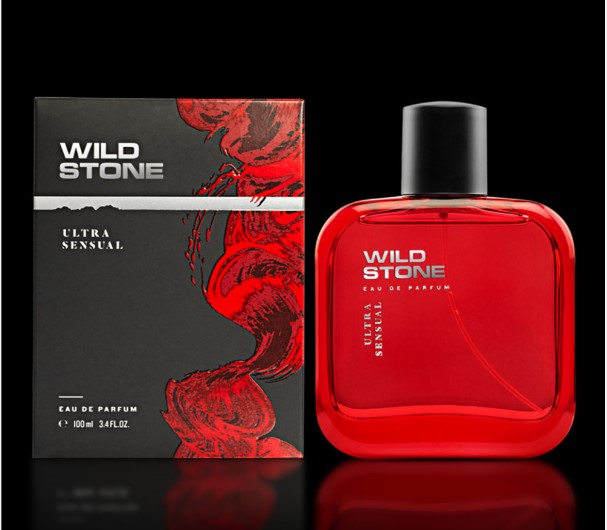 WILD
STONE
ULTRA
SENSUAL
EAU DE PARFUM
℮ 100 ml 3.4 FL.OZ.
WILD
STONE
EAU DE PARFUM
ULTRA
SENSUAL